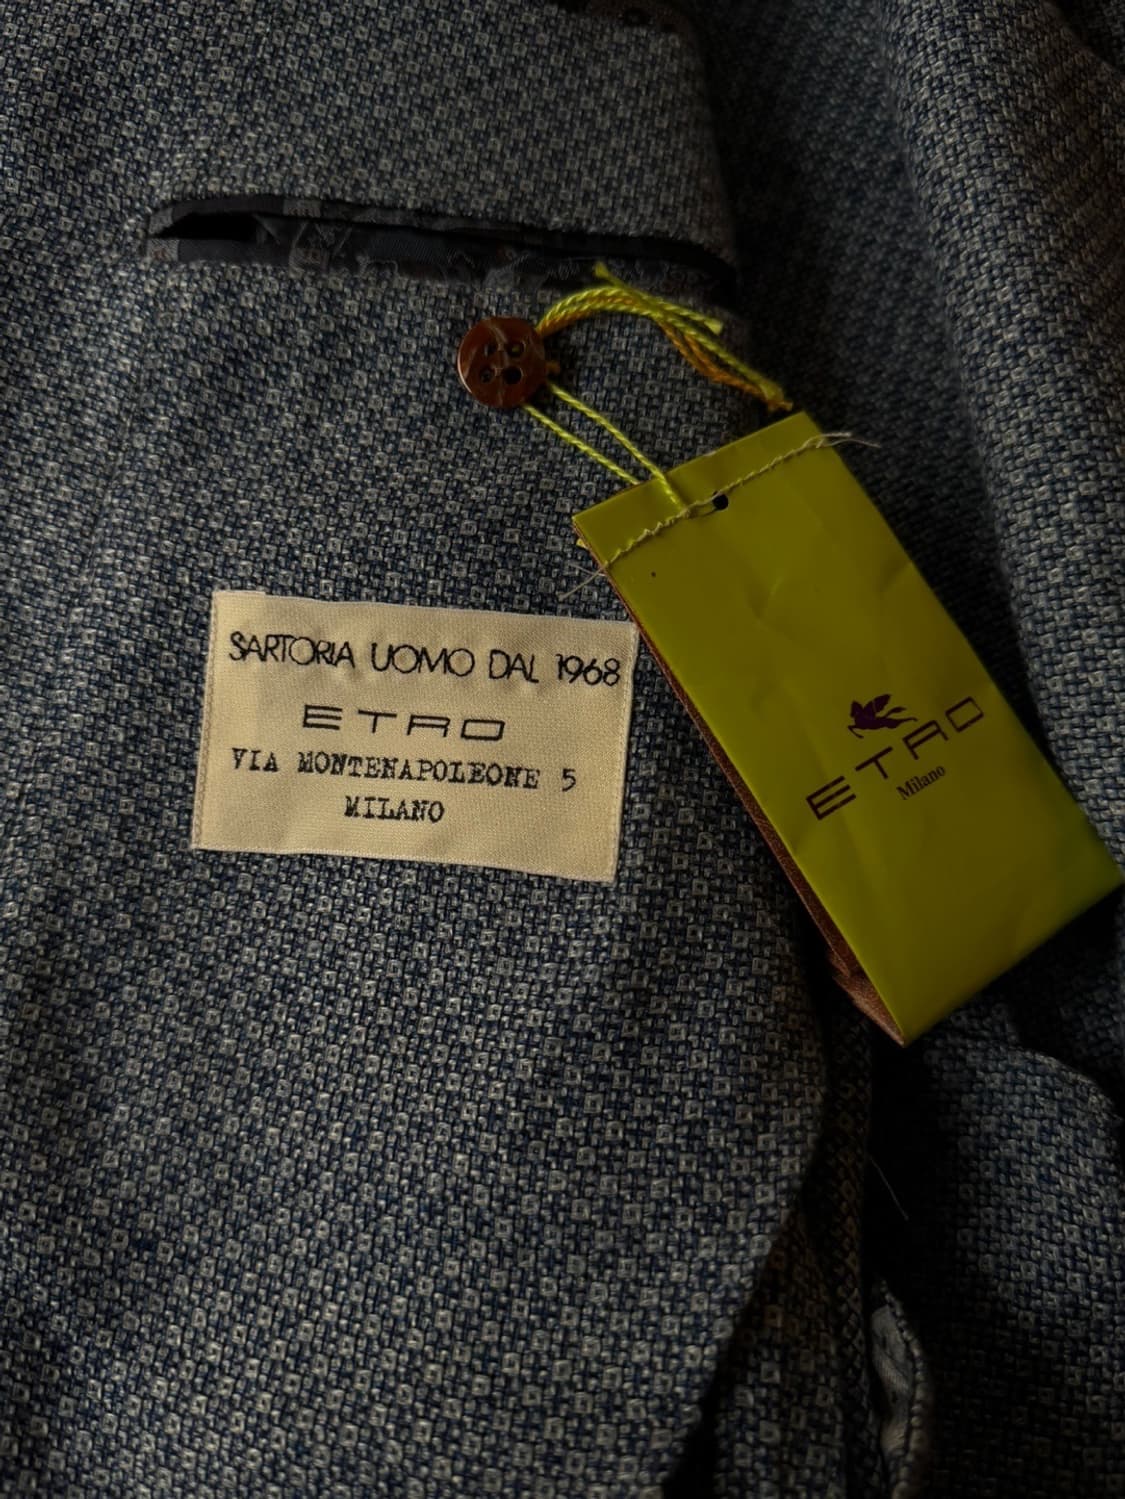 SARTORIA UOMO DAL 1968
ETRO
VIA MONTENAPOLEONE 5
MILANO
ETRO
Milano